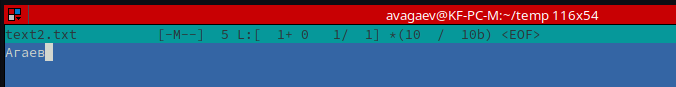 avagaev@KF-PC-M:~/temp 116x54
text2.txt [-M--] 5 L:[ 1+ 0 1/ 1] *(10 / 10b) <EOF>
Агаев